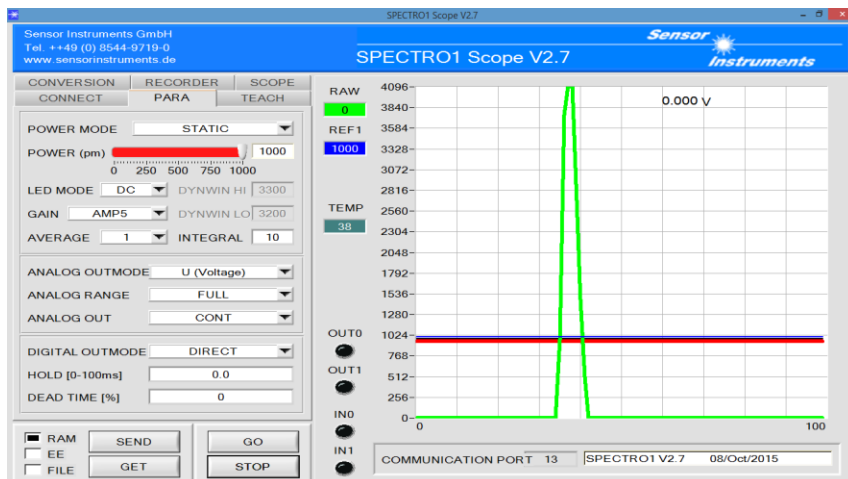 SPECTRO1 Scope V2.7
Sensor Instruments GmbH
Tel. ++49 (0) 8544-9719-0
www.sensorinstruments.de
SPECTRO1 Scope V2.7
Sensor
Instruments
CONVERSION RECORDER SCOPE
CONNECT PARA TEACH
POWER MODE STATIC
POWER (pm) 1000
0 250 500 750 1000
LED MODE DC DYNWIN HI 3300
GAIN AMP5 DYNWIN LO 3200
AVERAGE 1 INTEGRAL 10
ANALOG OUTMODE U (Voltage)
ANALOG RANGE FULL
ANALOG OUT CONT
DIGITAL OUTMODE DIRECT
HOLD [0-100ms] 0.0
DEAD TIME [%] 0
RAM
EE
FILE
SEND GO
GET STOP
RAW
0
REF1
1000
TEMP
38
OUT0
OUT1
IN0
IN1
0.000 V
4096
3840
3584
3328
3072
2816
2560
2304
2048
1792
1536
1280
1024
768
512
256
0
0 100
COMMUNICATION PORT 13 SPECTRO1 V2.7 08/Oct/2015